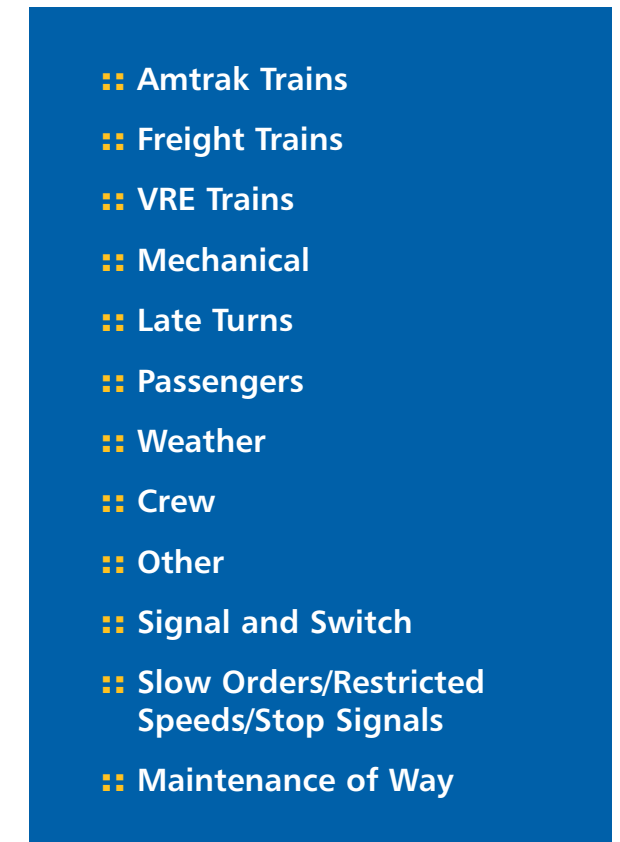 :: Amtrak Trains
:: Freight Trains
:: VRE Trains
:: Mechanical
:: Late Turns
:: Passengers
:: Weather
:: Crew
:: Other
:: Signal and Switch
:: Slow Orders/Restricted
Speeds/Stop Signals
:: Maintenance of Way